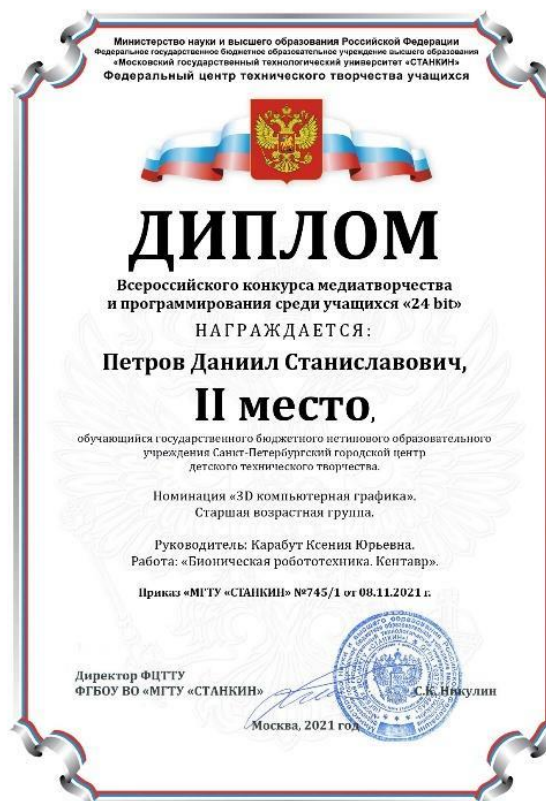 Министерство науки и высшего образования Российской Федерации
Федеральное государственное бюджетное образовательное учреждение высшего образования
«Московский государственный технологический университет «СТАНКИН»
Федеральный центр технического творчества учащихся
ДИПЛОМ
Всероссийского конкурса медиатворчества
и программирования среди учащихся «24 bit»
НАГРАЖДАЕТСЯ:
Петров Даниил Станиславович,
II место,
обучающийся государственного бюджетного нетипового образовательного
учреждения Санкт-Петербургский городской центр
детского технического творчества.
Номинация «3D компьютерная графика».
Старшая возрастная группа.
Руководитель: Карабут Ксения Юрьевна.
Работа: «Бионическая робототехника. Кентавр».
Приказ «МГТУ «СТАНКИН» №745/1 от 08.11.2021 г.
Директор ФЦТТУ
ФГБОУ ВО «МГТУ «СТАНКИН»
С.К. Никулин
Москва, 2021 год